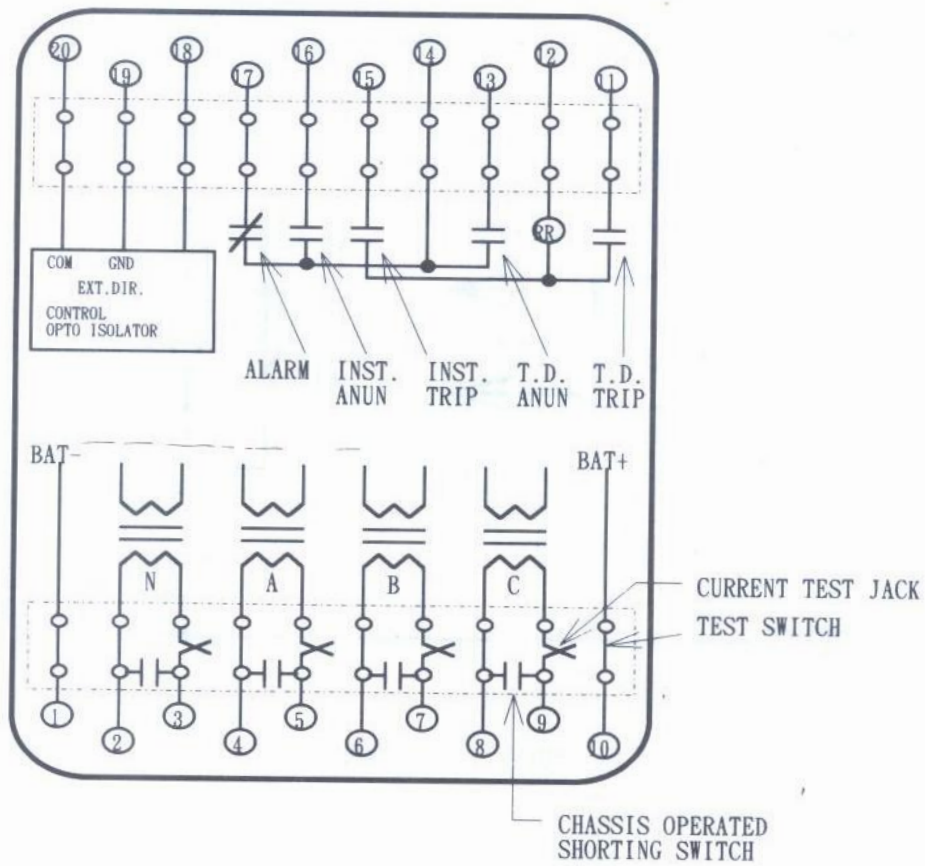 20 19 18 17 16 15 14 13 12 11
RR
COM GND
EXT.DIR.
CONTROL
OPTO ISOLATOR
ALARM
INST.
ANUN
INST.
TRIP
T.D.
ANUN
T.D.
TRIP
BAT-
BAT+
N A B C
CURRENT TEST JACK
TEST SWITCH
1 2 3 4 5 6 7 8 9 10
CHASSIS OPERATED
SHORTING SWITCH